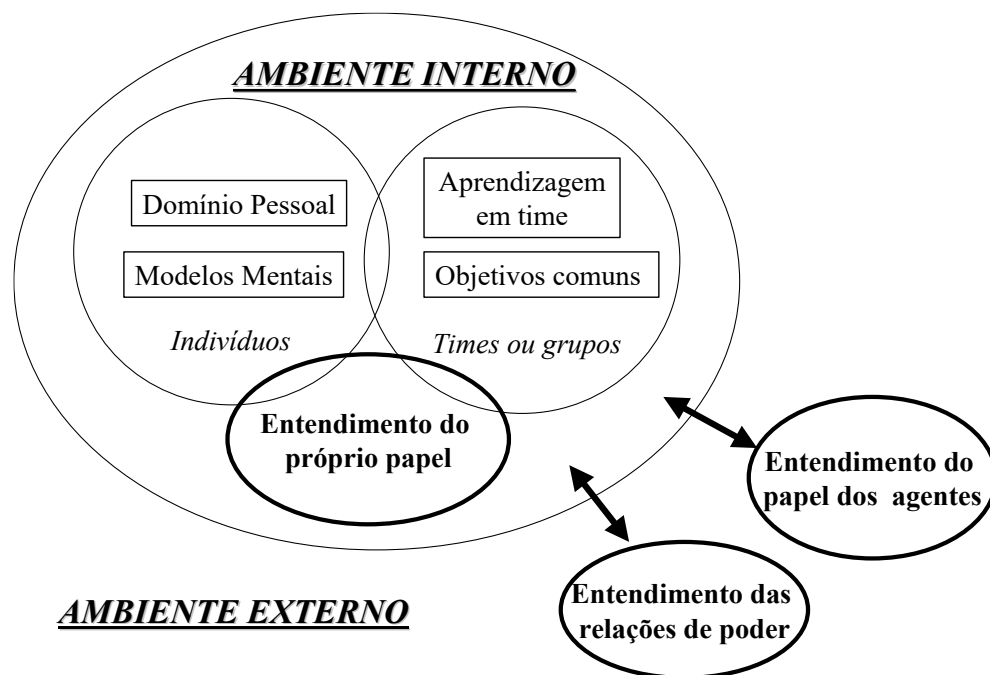 AMBIENTE INTERNO
Domínio Pessoal
Modelos Mentais
Indivíduos
Aprendizagem
em time
Objetivos comuns
Times ou grupos
Entendimento do
próprio papel
Entendimento do
papel dos agentes
Entendimento das
relações de poder
AMBIENTE EXTERNO